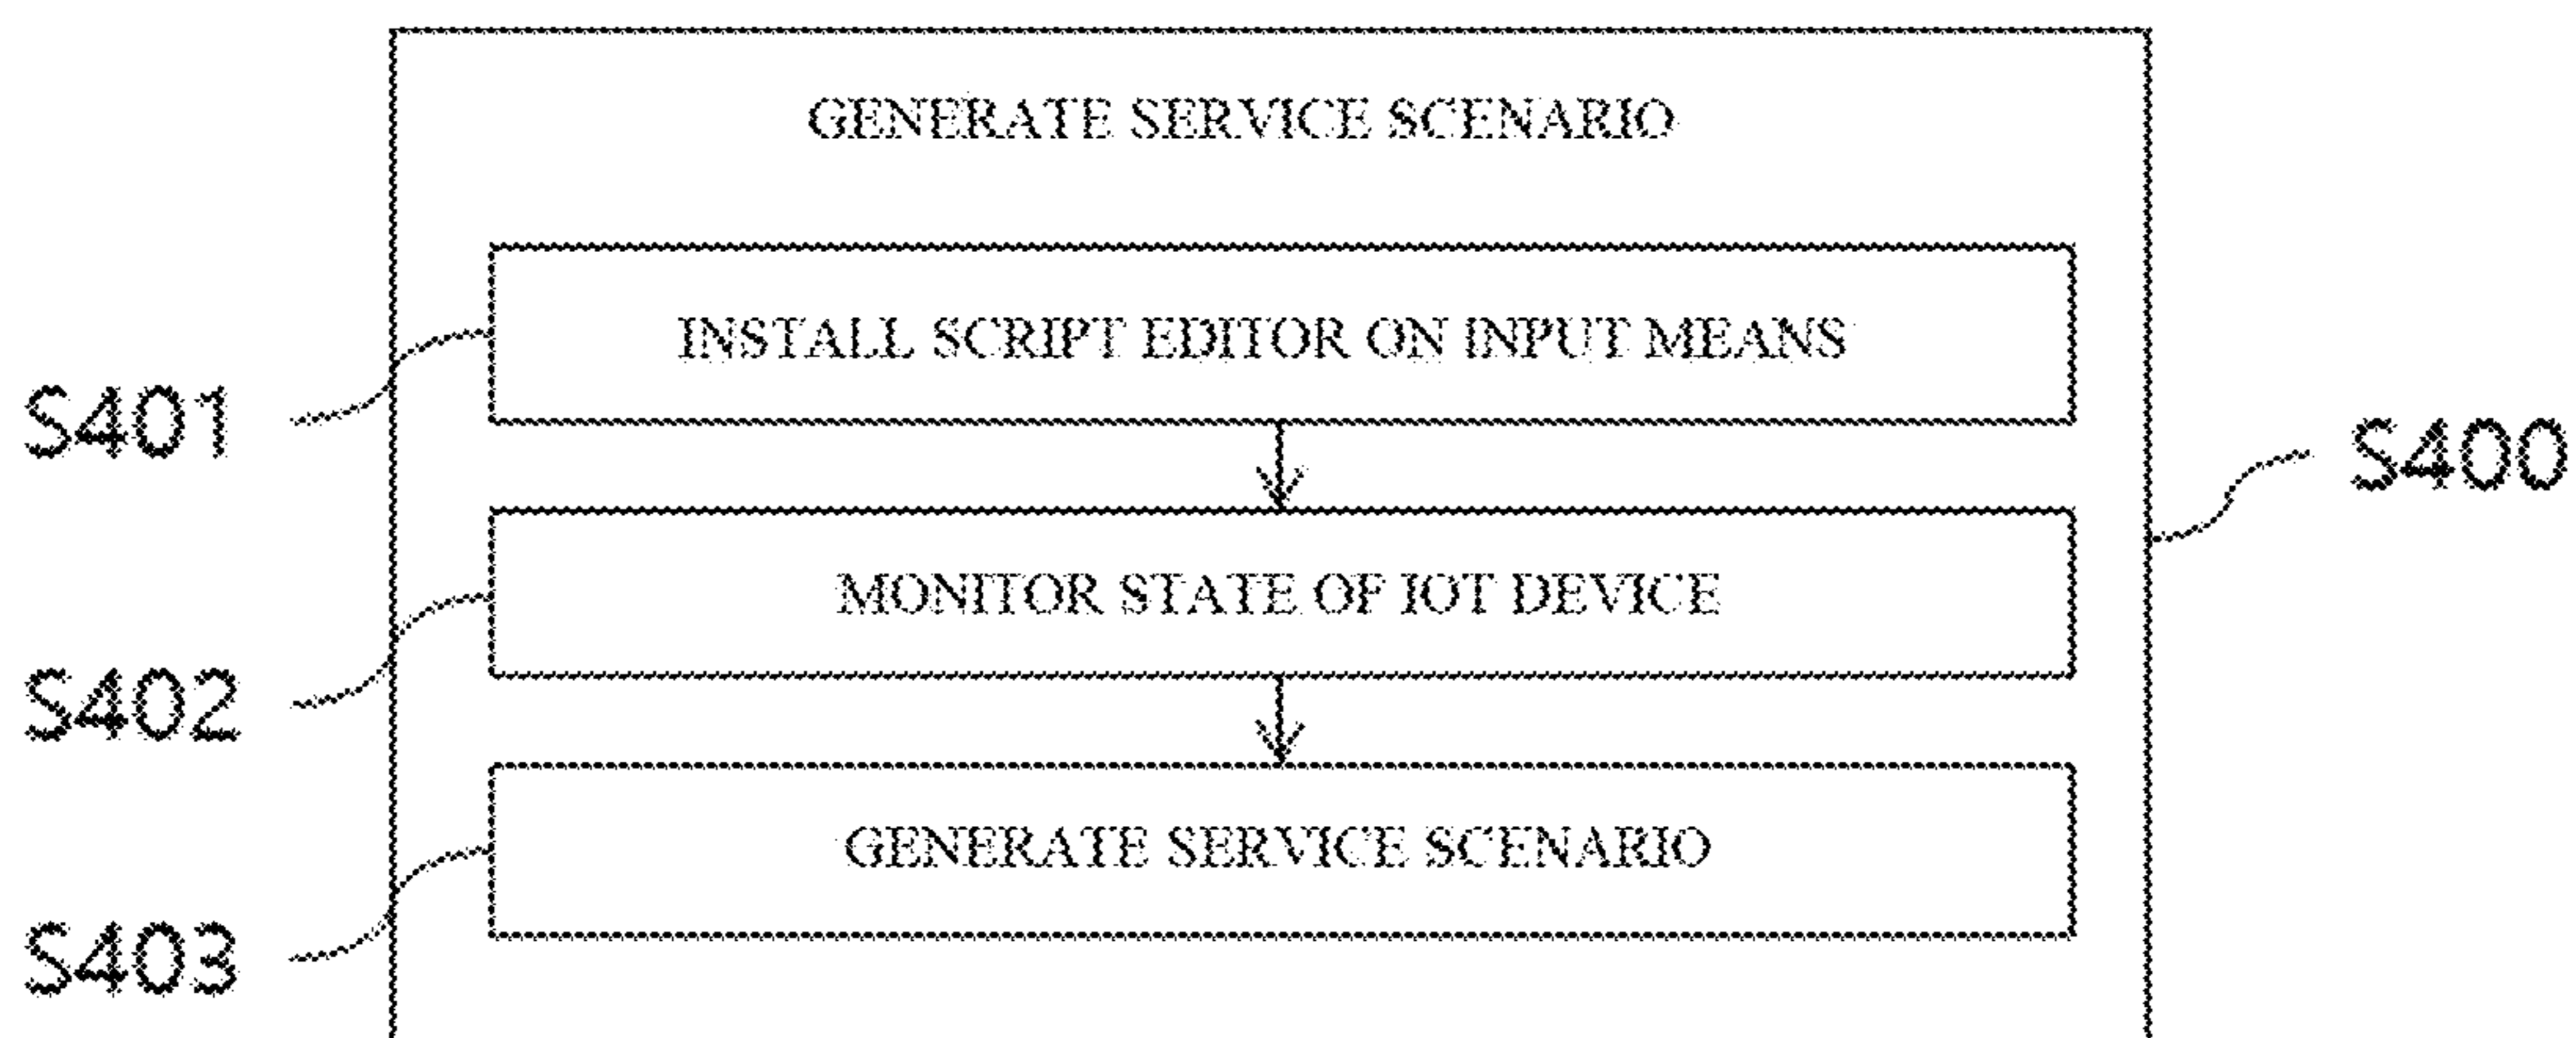 GENERATE SERVICE SCENARIO
INSTALL SCRIPT EDITOR ON INPUT MEANS
S401
S400
MONITOR STATE OF IOT DEVICE
S402
GENERATE SERVICE SCENARIO
S403